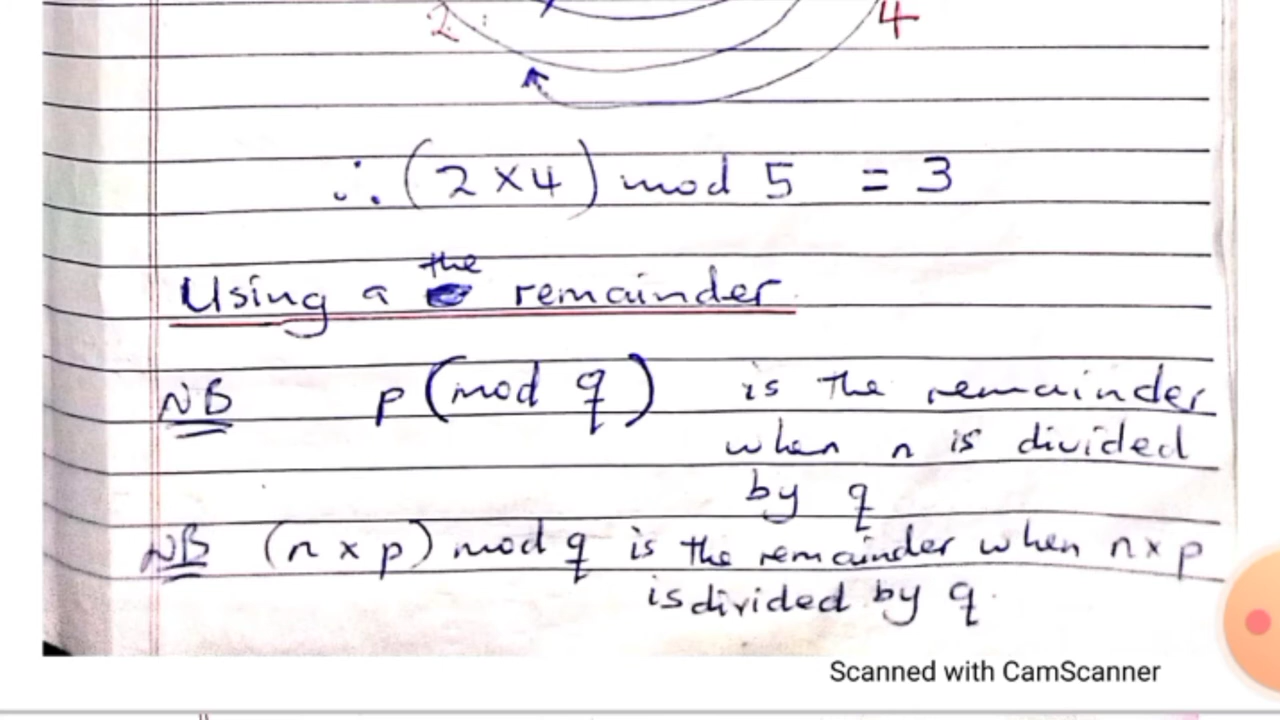 2
4
∴ (2 × 4) mod 5 = 3
the
Using a remainder
NB p (mod q) is the remainder
when n is divided
by q
NB (n × p) mod q is the remainder when n × p
is divided by q.
Scanned with CamScanner